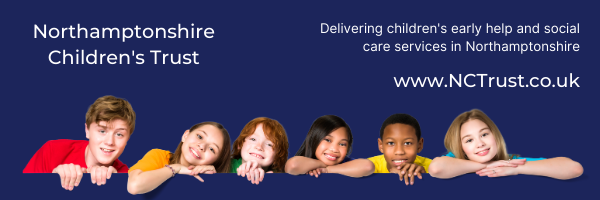 Northamptonshire
Children's Trust
Delivering children's early help and social
care services in Northamptonshire
www.NCTrust.co.uk